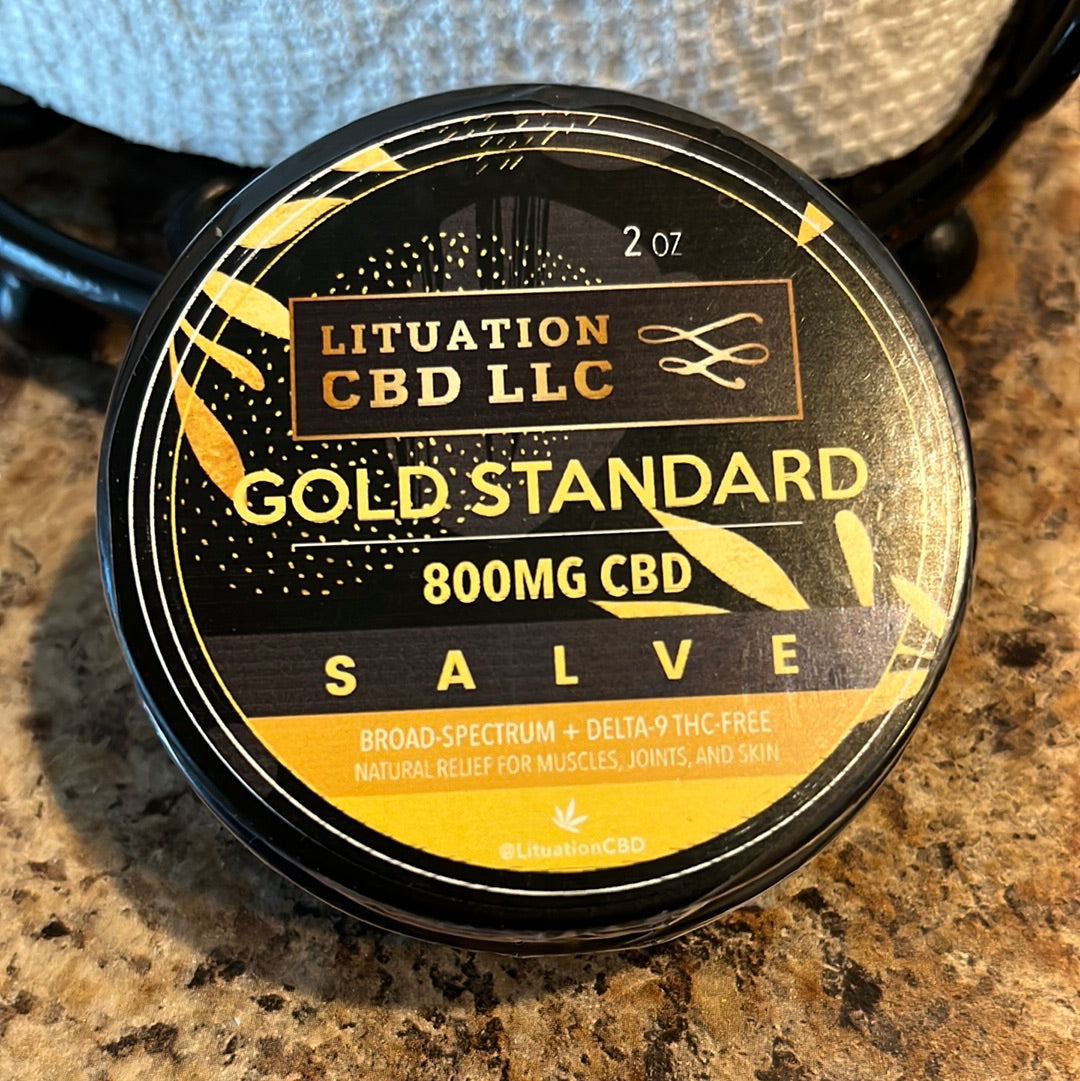 2 OZ
LITUATION
CBD LLC
GOLD STANDARD
800MG CBD
SALVE
BROAD-SPECTRUM + DELTA-9 THC-FREE
NATURAL RELIEF FOR MUSCLES, JOINTS, AND SKIN
@LituationCBD